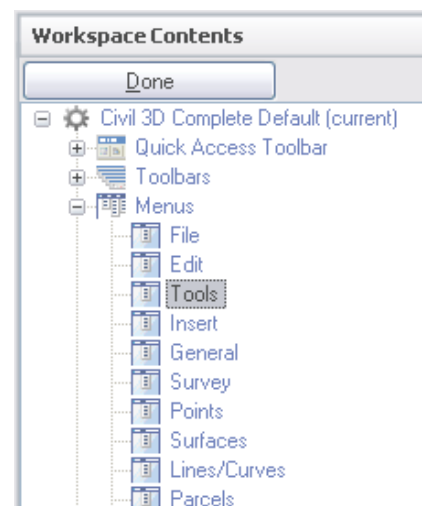 Workspace Contents
Done
Civil 3D Complete Default (current)
Quick Access Toolbar
Toolbars
Menus
File
Edit
Tools
Insert
General
Survey
Points
Surfaces
Lines/Curves
Parcels